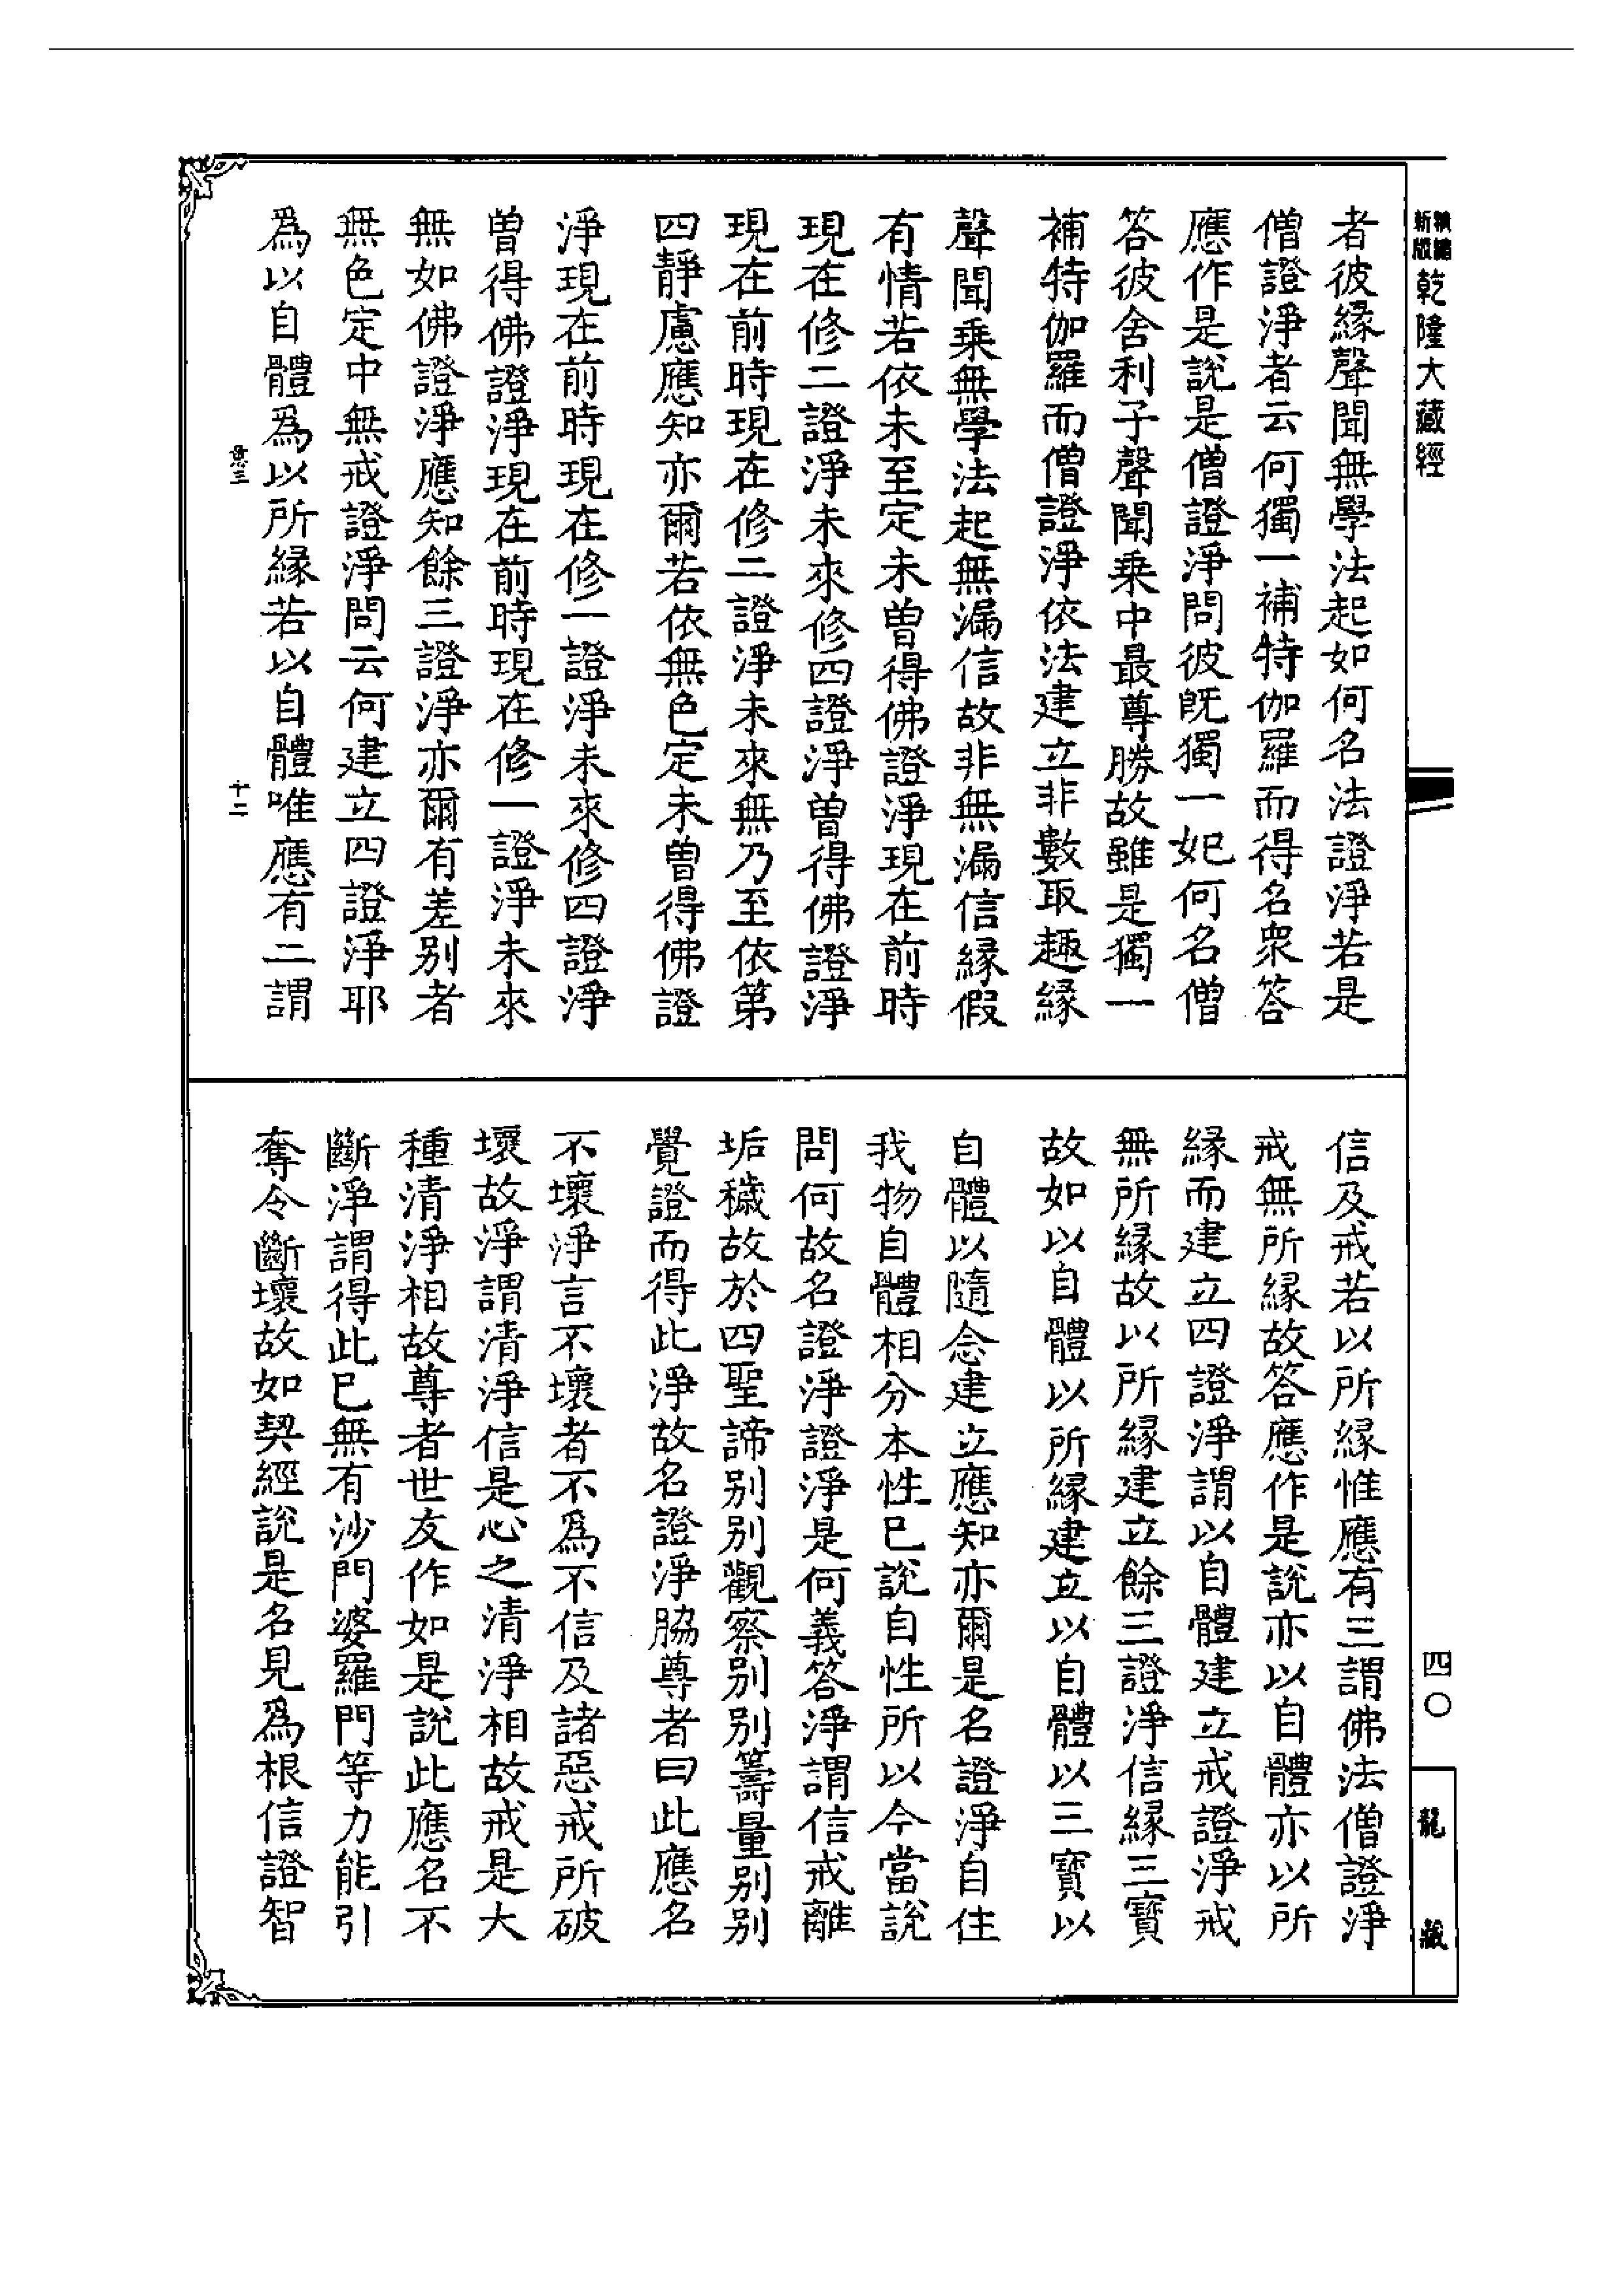 新版
精縮
乾隆大藏經
四〇
龍藏
者彼緣聲聞無學法起如何名法證淨若是
僧證淨者云何獨一補特伽羅而得名衆答
應作是說是僧證淨問彼旣獨一妃何名僧
答彼舍利子聲聞乗中最尊勝故雖是獨一
補特伽羅而僧證淨依法建立非數取趣緣
聲聞乗無學法起無漏信故非無漏信緣假
有情若依未至定未曽得佛證淨現在前時
現在修二證淨未來修四證淨曽得佛證淨
現在前時現在修二證淨未來無乃至依第
四靜慮應知亦爾若依無色定未曽得佛證
淨現在前時現在修一證淨未來修四證淨
曽得佛證淨現在前時現在修一證淨未來
無如佛證淨應知餘三證淨亦爾有差别者
無色定中無戒證淨問云何建立四證淨耶
爲以自體爲以所緣若以自體唯應有二謂
十二
信及戒若以所緣惟應有三謂佛法僧證淨
戒無所緣故答應作是說亦以自體亦以所
緣而建立四證淨謂以自體建立戒證淨戒
無所緣故以所緣建立餘三證淨信緣三寶
故如以自體以所緣建立以自體以三寶以
自體以隨念建立應知亦爾是名證淨自住
我物自體相分本性已說自性所以今當說
問何故名證淨證淨是何義答淨謂信戒離
垢穢故於四聖諦别别觀察别别籌量别别
覺證而得此淨故名證淨脇尊者曰此應名
不壞淨言不壞者不爲不信及諸惡戒所破
壞故淨謂清淨信是心之清淨相故戒是大
種清淨相故尊者世友作如是說此應名不
斷淨謂得此已無有沙門婆羅門等力能引
奪令斷壞故如契經說是名見爲根信證智